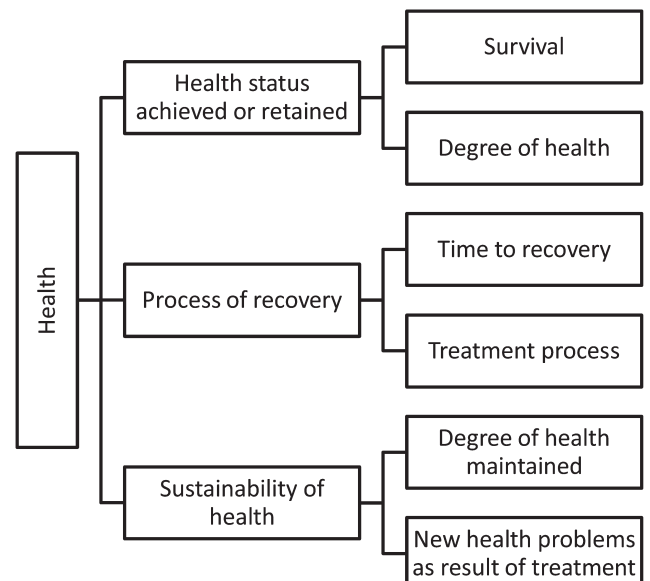 Health
Health status
achieved or retained
Survival
Degree of health
Process of recovery
Time to recovery
Treatment process
Sustainability of
health
Degree of health
maintained
New health problems
as result of treatment